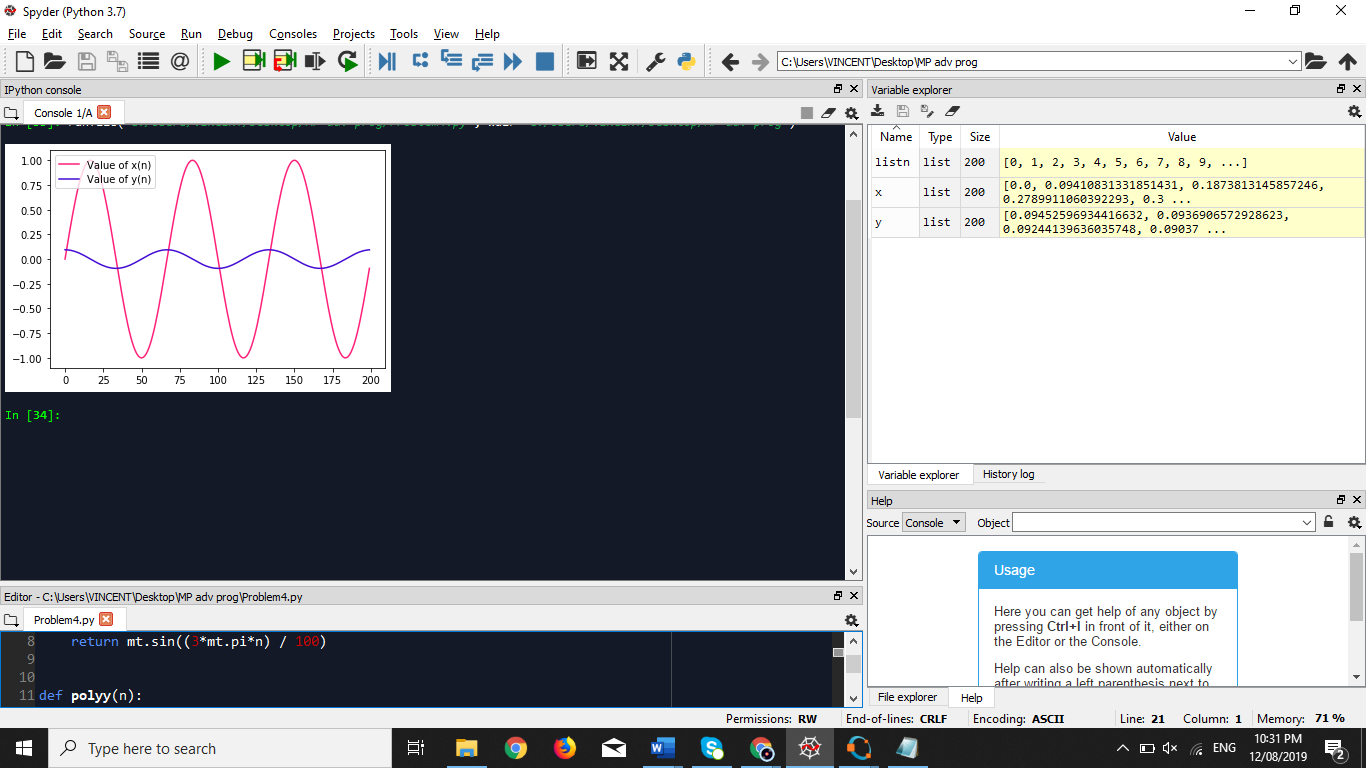 Spyder (Python 3.7)
File Edit Search Source Run Debug Consoles Projects Tools View Help
C:\Users\VINCENT\Desktop\MP adv prog
IPython console
Console 1/A
1.00
0.75
0.50
0.25
0.00
−0.25
−0.50
−0.75
−1.00
Value of x(n)
Value of y(n)
0 25 50 75 100 125 150 175 200
In [34]:
Editor - C:\Users\VINCENT\Desktop\MP adv prog\Problem4.py
Problem4.py
8 return mt.sin((3*mt.pi*n) / 100)
9
10
11 def polyy(n):
Variable explorer
Name Type Size Value
listn list 200 [0, 1, 2, 3, 4, 5, 6, 7, 8, 9, ...]
x list 200 [0.0, 0.09410831331851431, 0.1873813145857246,
0.2789911060392293, 0.3 ...
y list 200 [0.09452596934416632, 0.0936906572928623,
0.09244139636035748, 0.09037 ...
Variable explorer History log
Help
Source Console Object
Usage
Here you can get help of any object by
pressing Ctrl+I in front of it, either on
the Editor or the Console.
Help can also be shown automatically
after writing a left parenthesis next to
File explorer Help
Permissions: RW End-of-lines: CRLF Encoding: ASCII Line: 21 Column: 1 Memory: 71 %
Type here to search
ENG
10:31 PM
12/08/2019
2